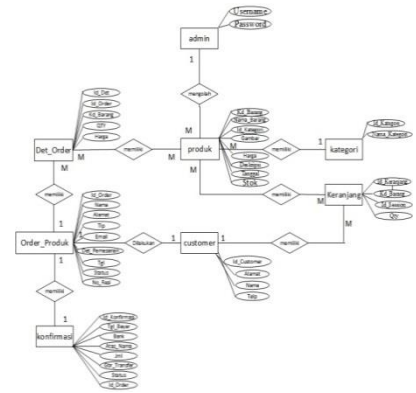 Username
Password
admin
1
mengolah
M
Id_Det
Id_Order
Kd_Barang
QTY
Harga
Det_Order
M
memiliki
M
produk
Kd_Barang
Nama_Barang
Id_Kategori
Gambar
M
Harga
Deskripsi
Tanggal
Stok
memiliki
1
kategori
Id_Kategori
Nama_Kategori
M
M
memiliki
M
Keranjang
Id_Keranjang
Kd_Barang
Qty
M
memiliki
1
Order_Produk
Id_Order
Nama
Alamat
Tlp
Email
Tgl
Status
No_Resi
1
Dilakukan
1
customer
1
memiliki
M
Id_Customer
Alamat
Nama
Telp
1
memiliki
1
konfirmasi
Id_Konfirmasi
Tgl_Bayar
Bank
Atas_Nama
Jml
Status
Id_Order